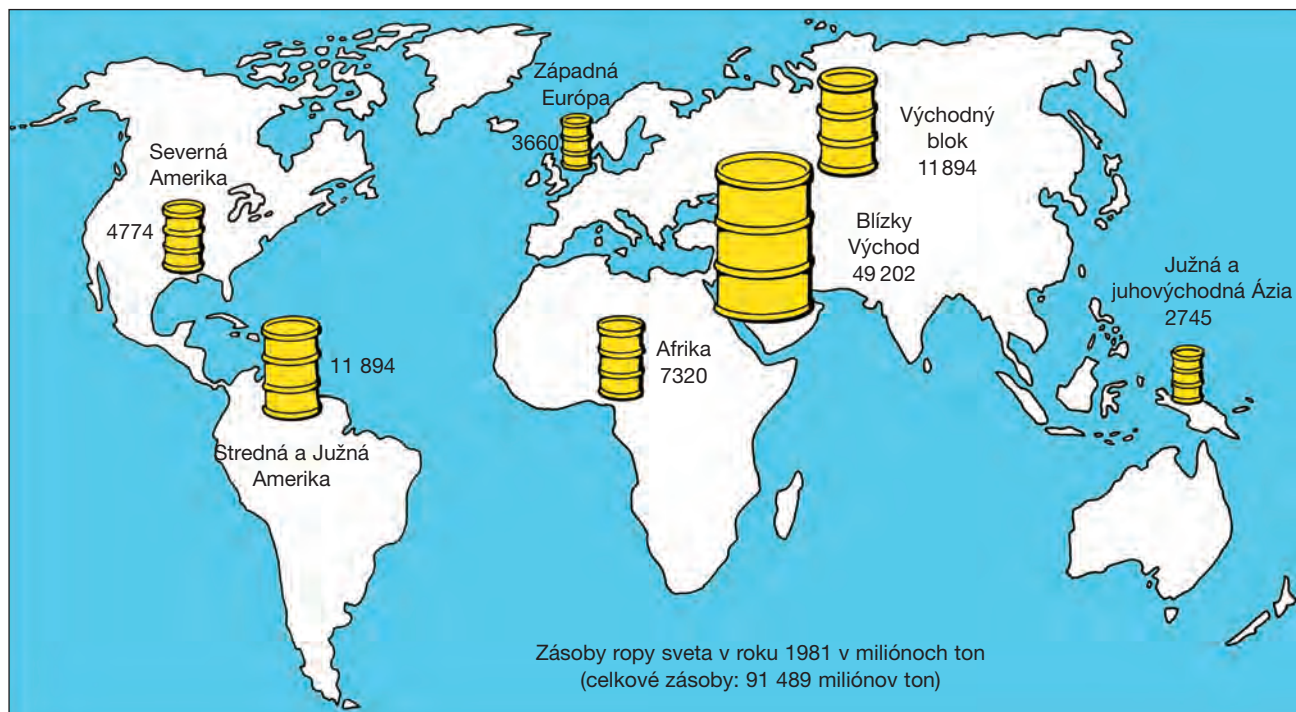 Západná
Európa
3660
Východný
blok
11 894
Severná
Amerika
4774
Blízky
Východ
49 202
Južná a
juhovýchodná Ázia
2745
11 894
Stredná a Južná
Amerika
Afrika
7320
Zásoby ropy sveta v roku 1981 v miliónoch ton
(celkové zásoby: 91 489 miliónov ton)